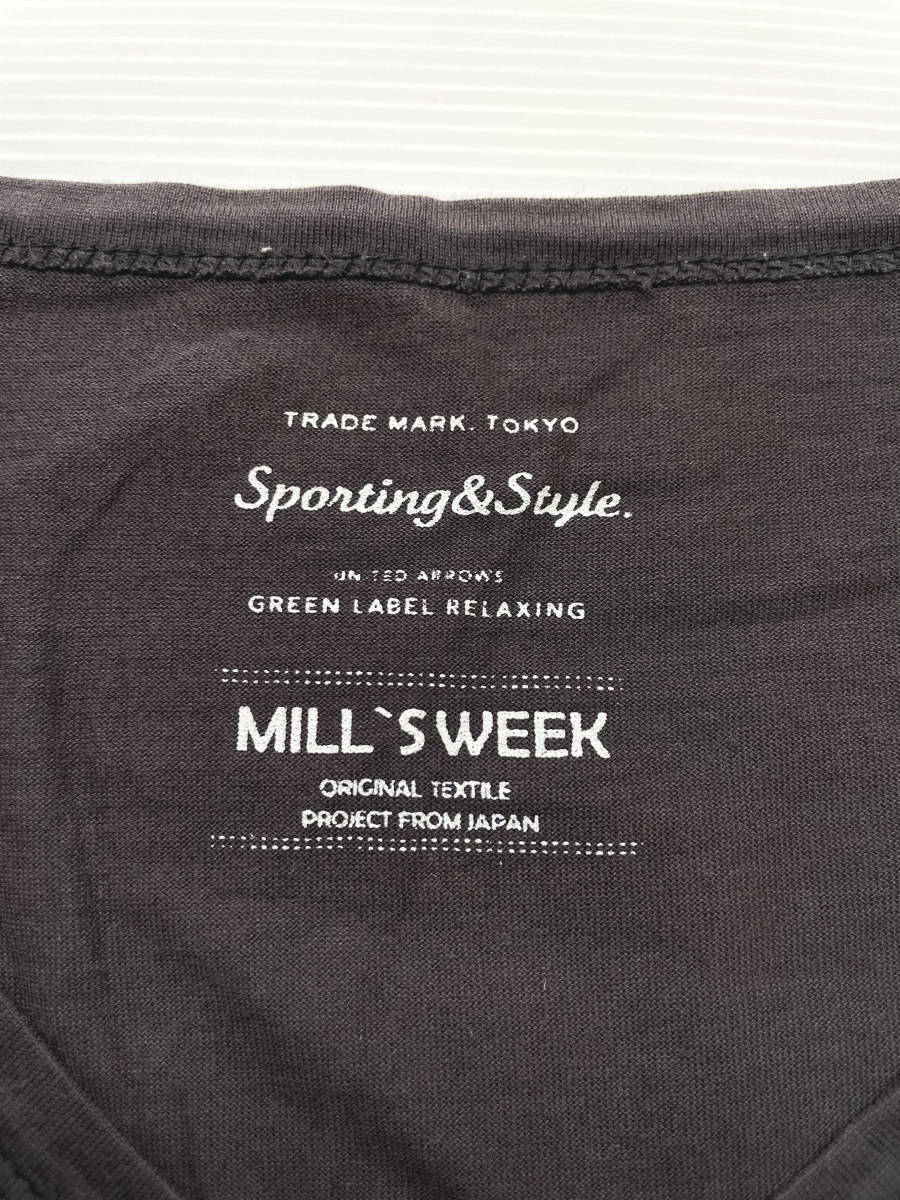 TRADE MARK. TOKYO
Sporting&Style.
UNITED ARROWS
GREEN LABEL RELAXING
MILL`S WEEK
ORIGINAL TEXTILE
PROJECT FROM JAPAN